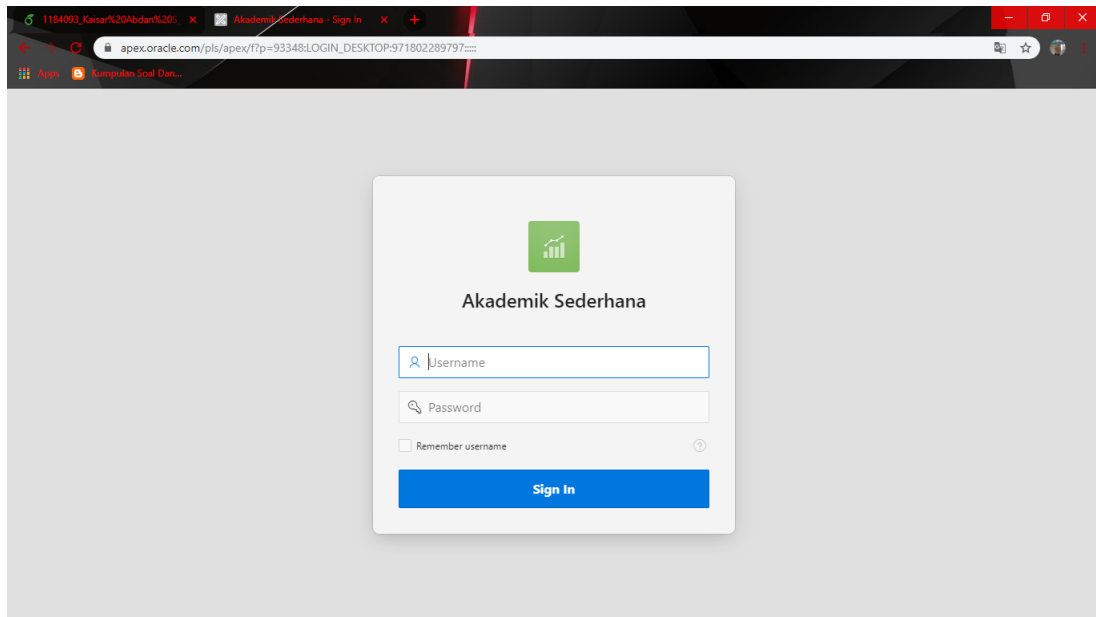 1184093_Kaisar%20Abdan%20S
Akademik Sederhana - Sign In
apex.oracle.com/pls/apex/f?p=93348:LOGIN_DESKTOP:971802289797:::::
Apps
Kumpulan Soal Dan...
Akademik Sederhana
Username
Password
Remember username
?
Sign In